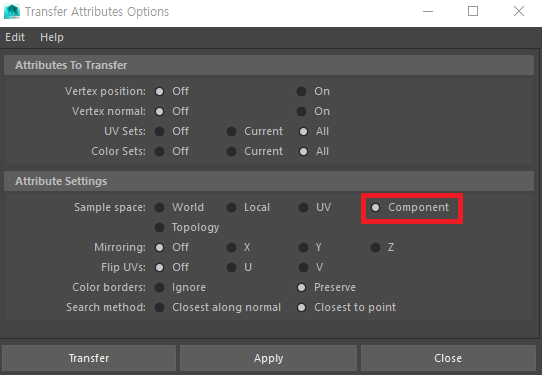 Transfer Attributes Options
Edit Help
Attributes To Transfer
Vertex position: Off On
Vertex normal: Off On
UV Sets: Off Current All
Color Sets: Off Current All
Attribute Settings
Sample space: World Local UV Component
Topology
Mirroring: Off X Y Z
Flip UVs: Off U V
Color borders: Ignore Preserve
Search method: Closest along normal Closest to point
Transfer Apply Close